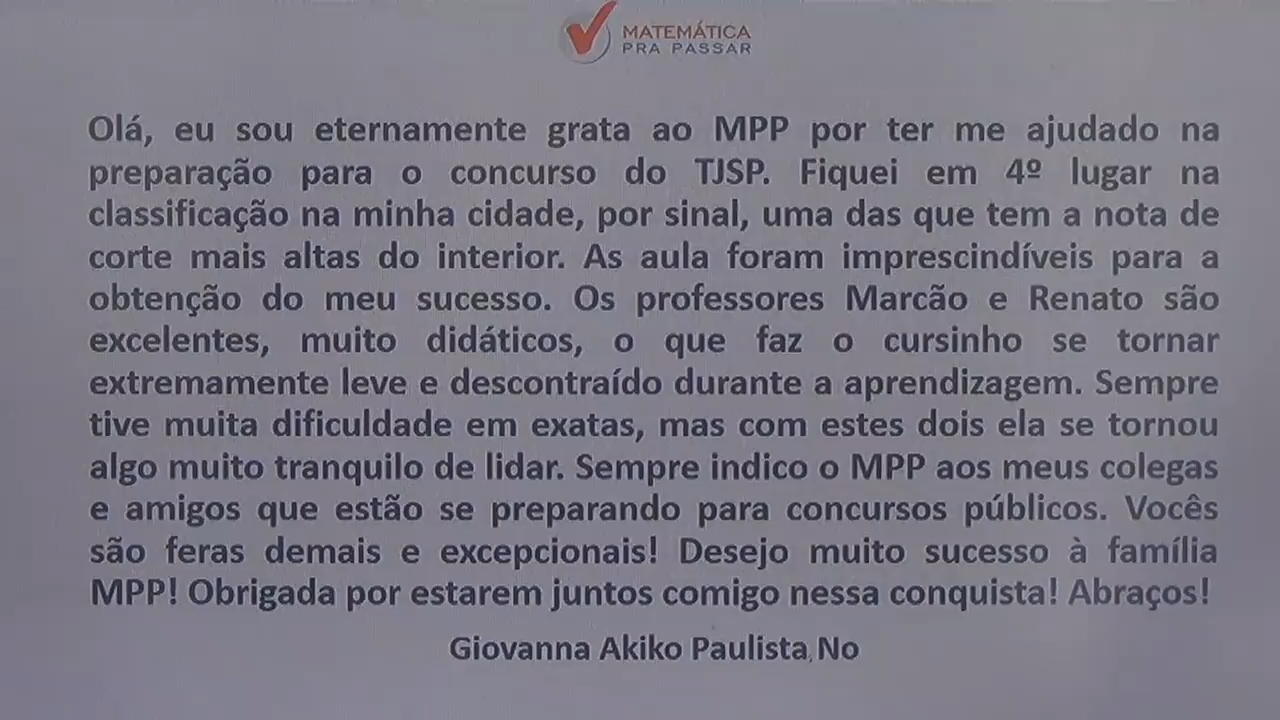 MATEMÁTICA
PRA PASSAR
Olá, eu sou eternamente grata ao MPP por ter me ajudado na
preparação para o concurso do TJSP. Fiquei em 4º lugar na
classificação na minha cidade, por sinal, uma das que tem a nota de
corte mais altas do interior. As aula foram imprescindíveis para a
obtenção do meu sucesso. Os professores Marcão e Renato são
excelentes, muito didáticos, o que faz o cursinho se tornar
extremamente leve e descontraído durante a aprendizagem. Sempre
tive muita dificuldade em exatas, mas com estes dois ela se tornou
algo muito tranquilo de lidar. Sempre indico o MPP aos meus colegas
e amigos que estão se preparando para concursos públicos. Vocês
são feras demais e excepcionais! Desejo muito sucesso à família
MPP! Obrigada por estarem juntos comigo nessa conquista! Abraços!
Giovanna Akiko Paulista No